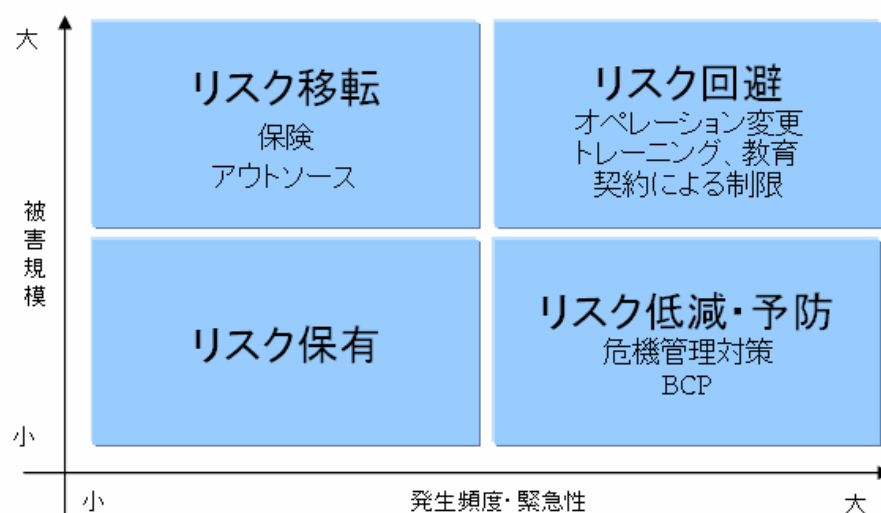 大
リスク移転
保険
アウトソース
リスク回避
オペレーション変更
トレーニング、教育
契約による制限
被害規模
リスク保有
リスク低減・予防
危機管理対策
BCP
小
小
発生頻度・緊急性
大